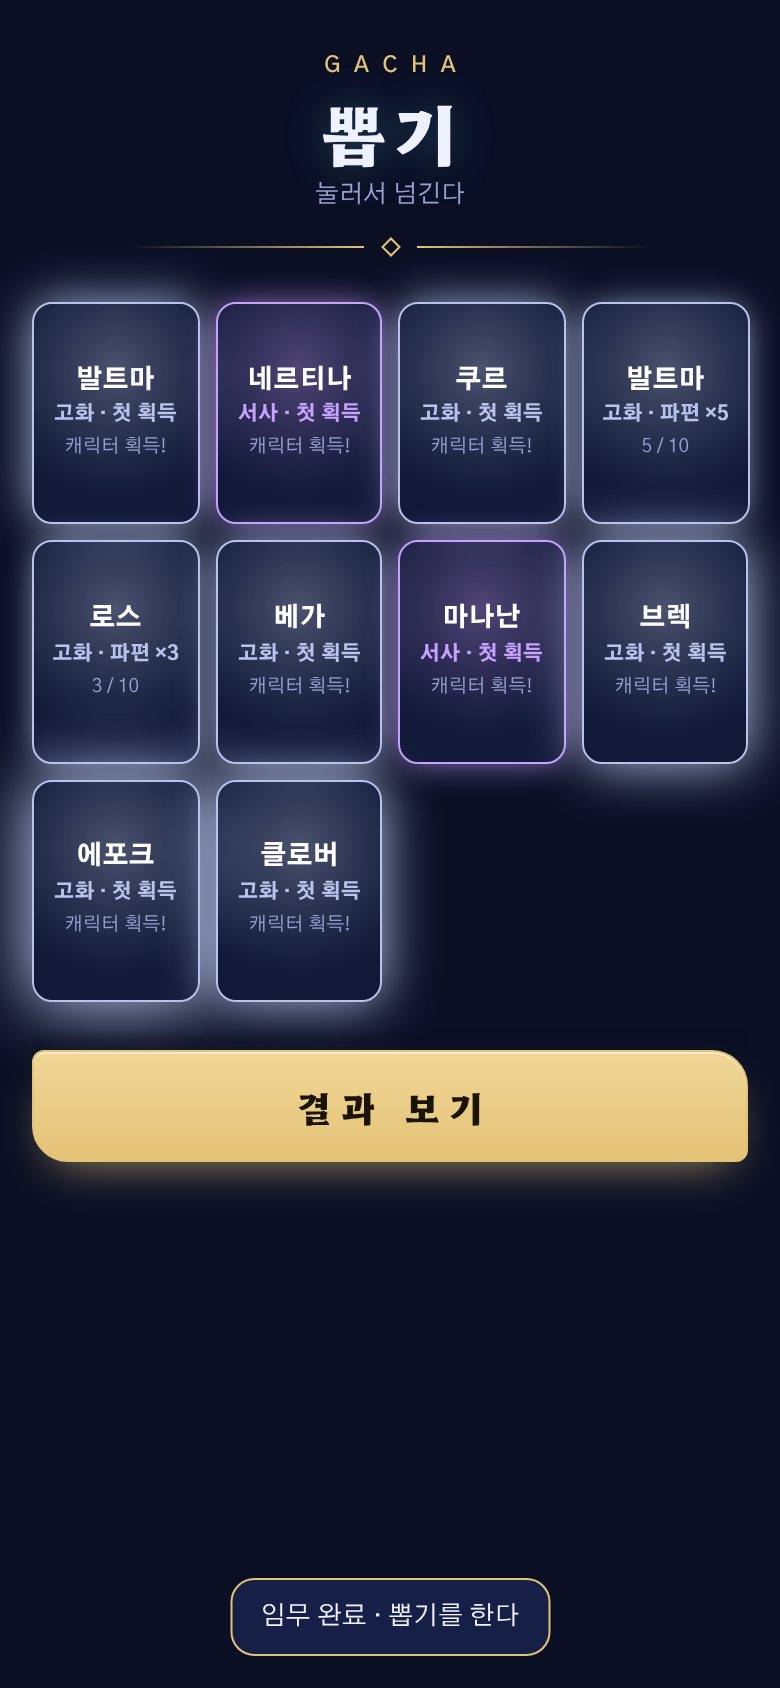 GACHA
뽑기
눌러서 넘긴다
발트마
고화 · 첫 획득
캐릭터 획득!
네르티나
서사 · 첫 획득
캐릭터 획득!
쿠르
고화 · 첫 획득
캐릭터 획득!
발트마
고화 · 파편 ×5
5 / 10
로스
고화 · 파편 ×3
3 / 10
베가
고화 · 첫 획득
캐릭터 획득!
마나난
서사 · 첫 획득
캐릭터 획득!
브렉
고화 · 첫 획득
캐릭터 획득!
에포크
고화 · 첫 획득
캐릭터 획득!
클로버
고화 · 첫 획득
캐릭터 획득!
결과 보기
임무 완료 · 뽑기를 한다